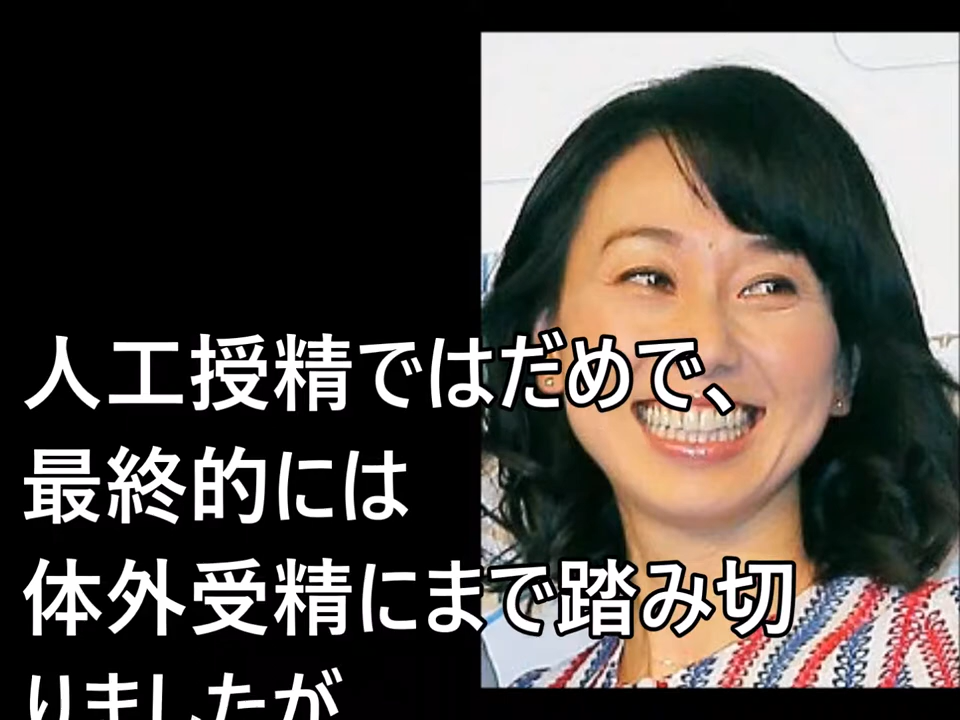 人工授精ではだめで、
最終的には
体外受精にまで踏み切
りましたが